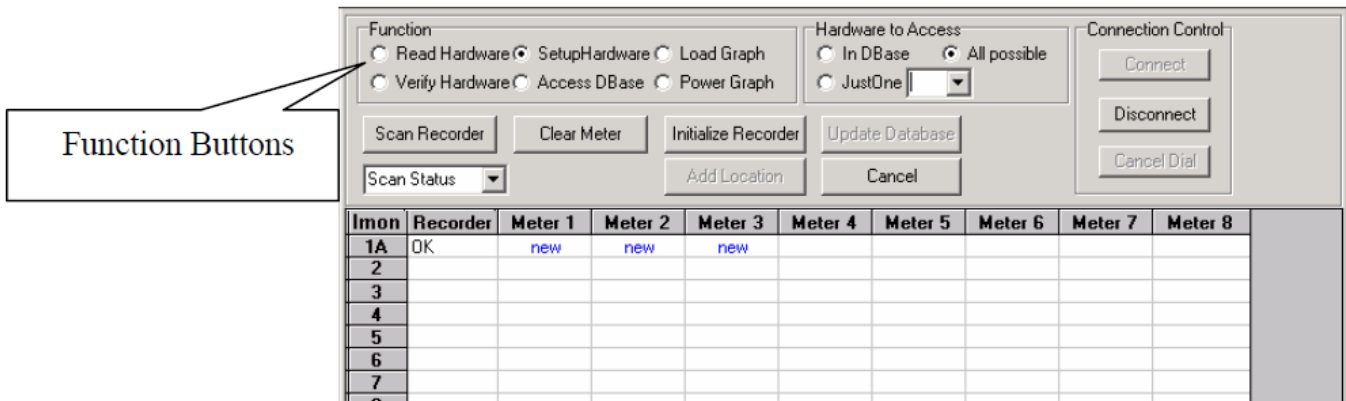 Function Buttons
Function
Read Hardware SetupHardware Load Graph
Verify Hardware Access DBase Power Graph
Hardware to Access
In DBase All possible
JustOne
Connection Control
Connect
Disconnect
Cancel Dial
Scan Recorder Clear Meter Initialize Recorder Update Database
Scan Status Add Location Cancel
Imon Recorder Meter 1 Meter 2 Meter 3 Meter 4 Meter 5 Meter 6 Meter 7 Meter 8
1A OK new new new
2
3
4
5
6
7